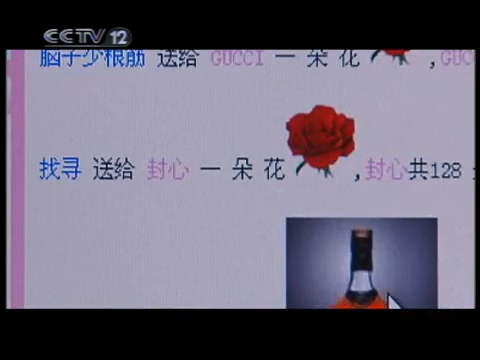 CCTV 12
脑子少根筋 送给 GUCCI 一 朵 花 ,GUC
找寻 送给 封心 一 朵 花 ,封心共128